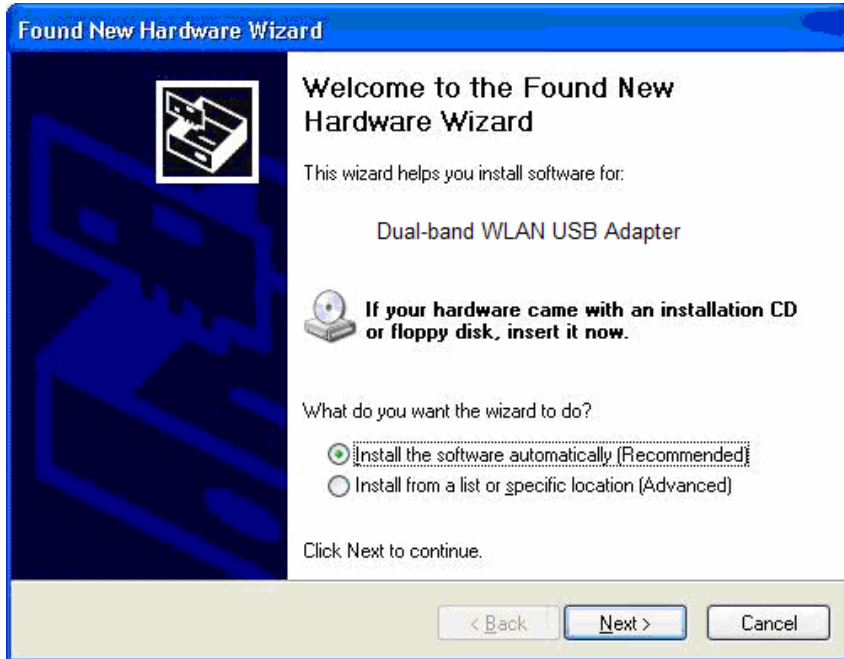 Found New Hardware Wizard
Welcome to the Found New
Hardware Wizard
This wizard helps you install software for:
Dual-band WLAN USB Adapter
If your hardware came with an installation CD
or floppy disk, insert it now.
What do you want the wizard to do?
Install the software automatically (Recommended)
Install from a list or specific location (Advanced)
Click Next to continue.
< Back
Next >
Cancel